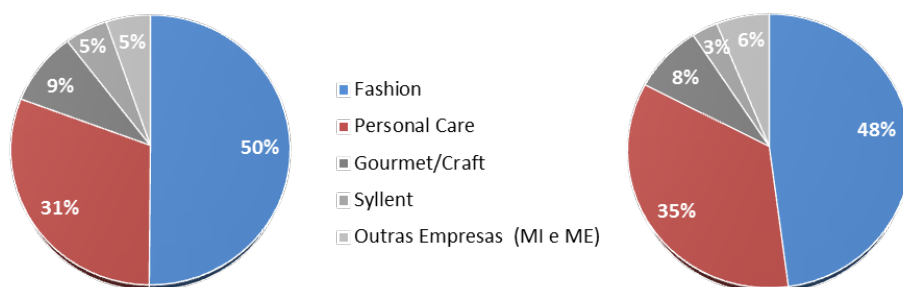 5%
5%
9%
31%
50%
Fashion
Personal Care
Gourmet/Craft
Syllent
Outras Empresas (MI e ME)
6%
3%
8%
35%
48%